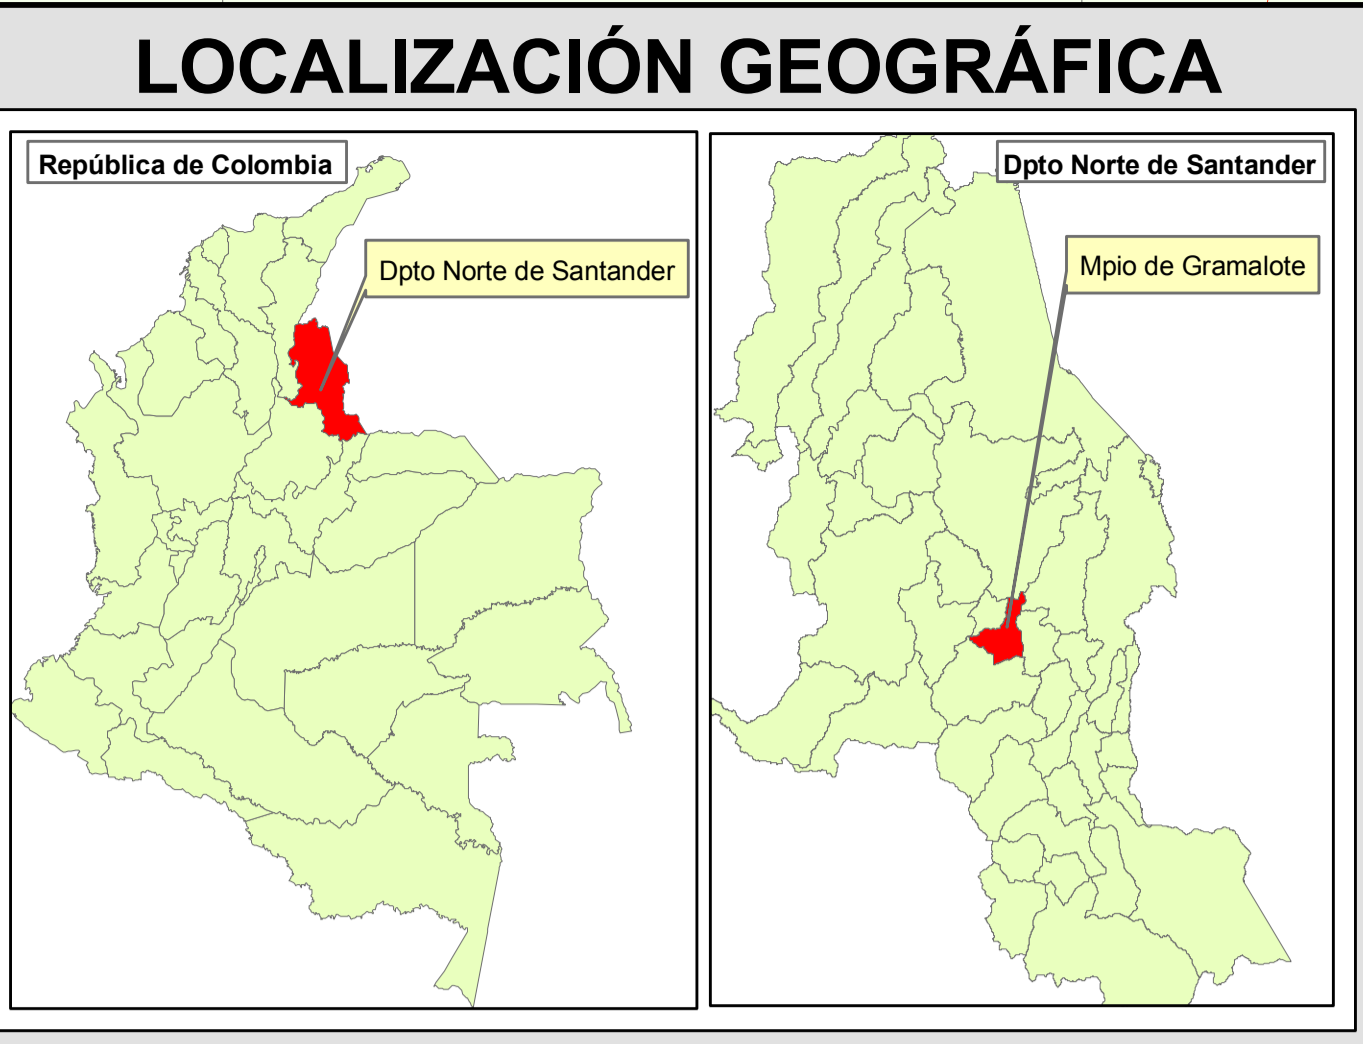 LOCALIZACIÓN GEOGRÁFICA
República de Colombia
Dpto Norte de Santander
Dpto Norte de Santander
Mpio de Gramalote